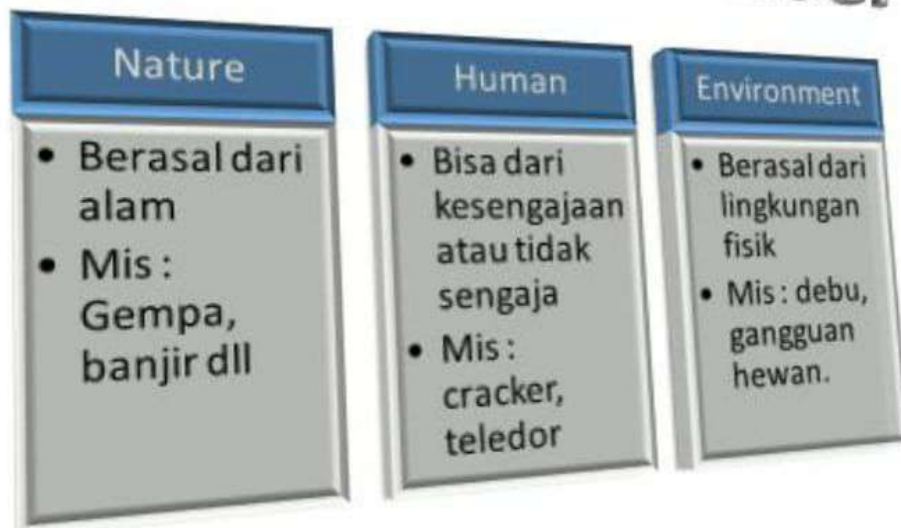 Nature
• Berasal dari
alam
• Mis :
Gempa,
banjir dll
Human
• Bisa dari
kesengajaan
atau tidak
sengaja
• Mis :
cracker,
teledor
Environment
• Berasal dari
lingkungan
fisik
• Mis : debu,
gangguan
hewan.